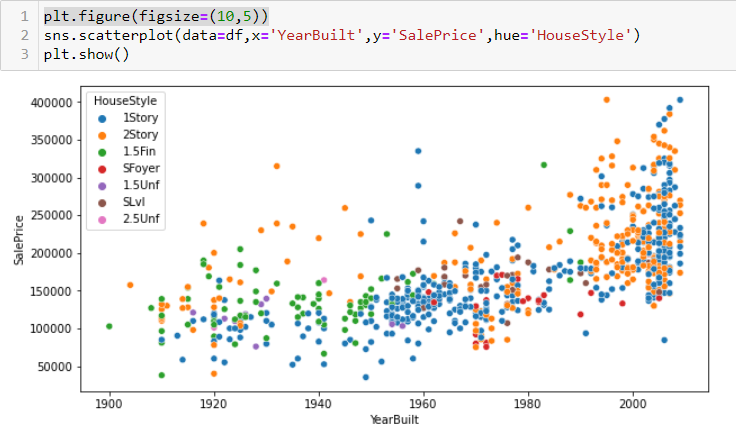 1 plt.figure(figsize=(10,5))
2 sns.scatterplot(data=df,x='YearBuilt',y='SalePrice',hue='HouseStyle')
3 plt.show()
HouseStyle
1Story
2Story
1.5Fin
SFoyer
1.5Unf
SLvl
2.5Unf
400000
350000
300000
250000
200000
150000
100000
50000
SalePrice
1900 1920 1940 1960 1980 2000
YearBuilt